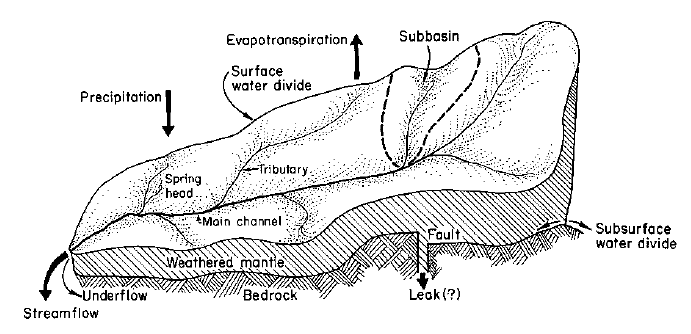 Evapotranspiration
Subbasin
Surface
water divide
Precipitation
Spring
head
Tributary
Main channel
Fault
Subsurface
water divide
Weathered mantle
Underflow
Bedrock
Leak(?)
Streamflow